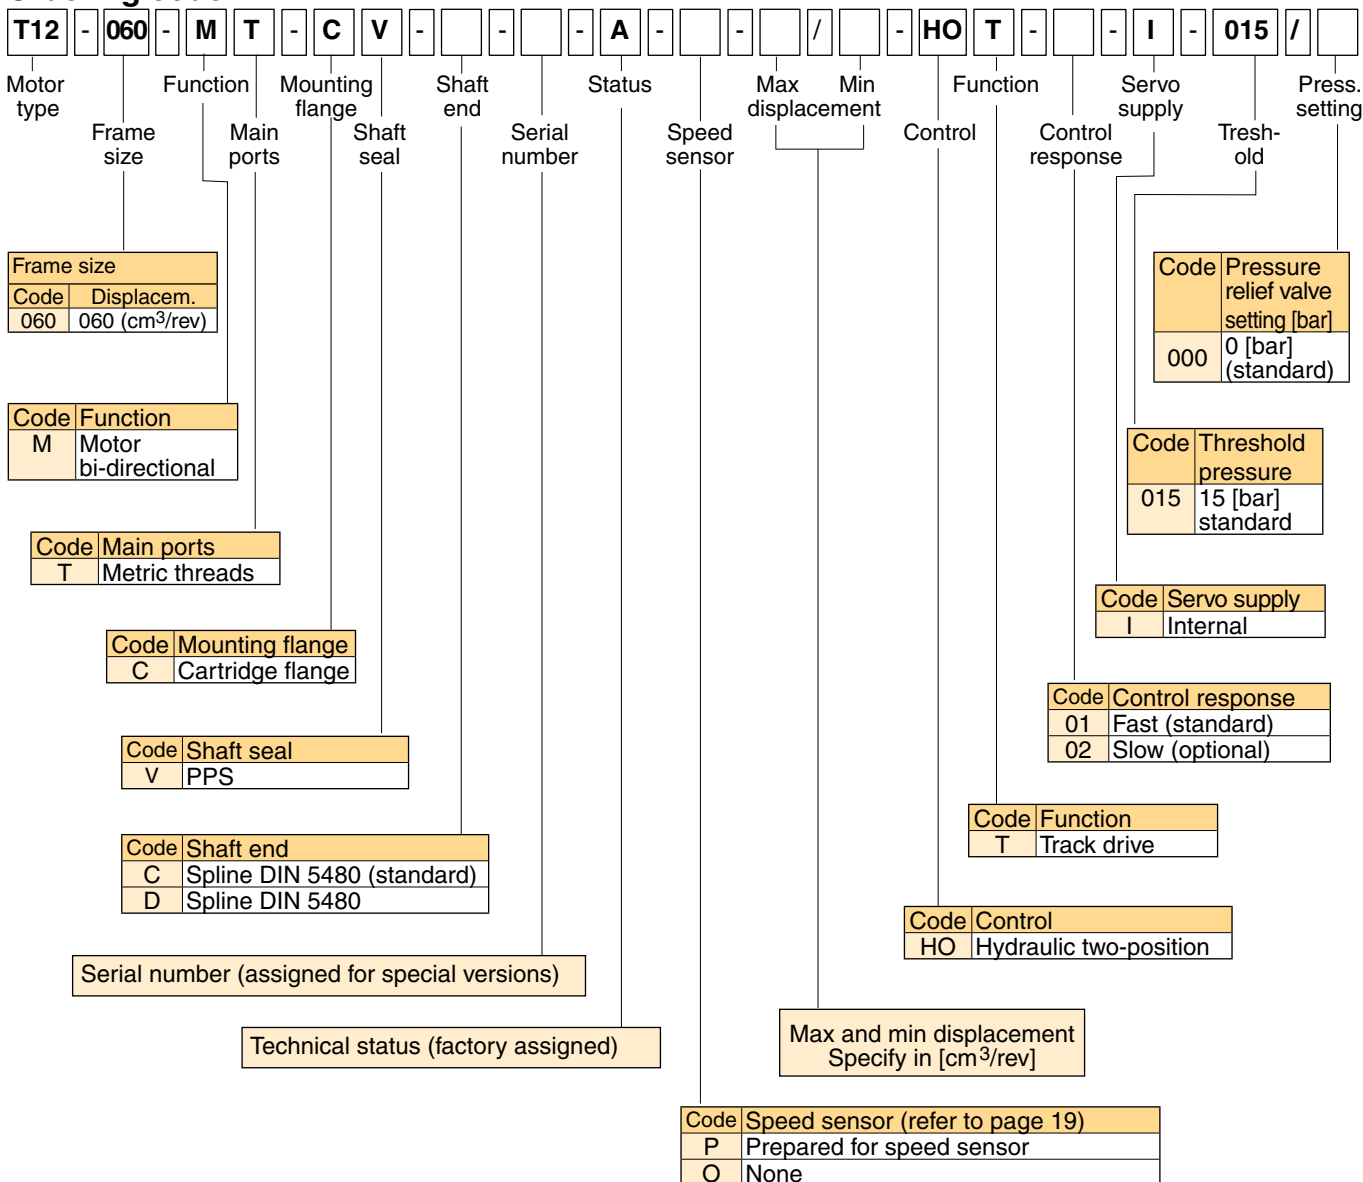 T12 - 060 - M T - C V - - - A - - / - HO T - - I - 015 /
Motor type
Function
Mounting flange
Shaft end
Status
Max Min
displacement
Function
Servo supply
Press. setting
Frame size
Main ports
Shaft seal
Serial number
Speed sensor
Control
Control response
Tresh-
old
Frame size
Code Displacem.
060 060 (cm3/rev)
Code Pressure
relief valve
setting [bar]
000 0 [bar]
(standard)
Code Function
M Motor
bi-directional
Code Threshold
pressure
015 15 [bar]
standard
Code Main ports
T Metric threads
Code Servo supply
I Internal
Code Mounting flange
C Cartridge flange
Code Control response
01 Fast (standard)
02 Slow (optional)
Code Shaft seal
V PPS
Code Function
T Track drive
Code Shaft end
C Spline DIN 5480 (standard)
D Spline DIN 5480
Code Control
HO Hydraulic two-position
Serial number (assigned for special versions)
Technical status (factory assigned)
Max and min displacement
Specify in [cm3/rev]
Code Speed sensor (refer to page 19)
P Prepared for speed sensor
O None